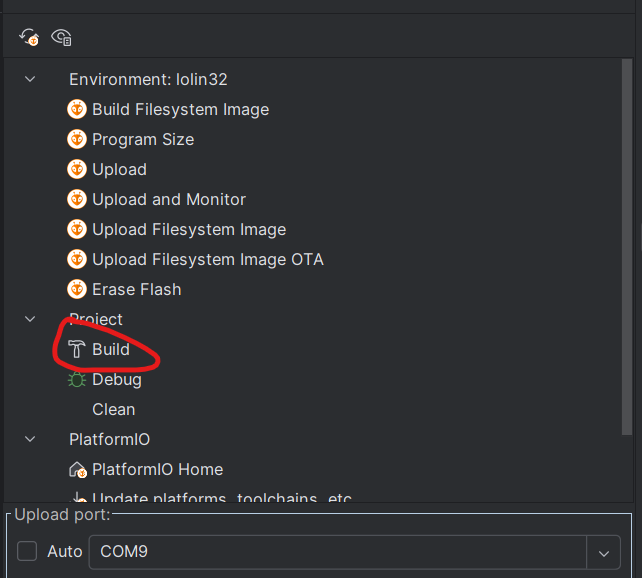 Environment: lolin32
Build Filesystem Image
Program Size
Upload
Upload and Monitor
Upload Filesystem Image
Upload Filesystem Image OTA
Erase Flash
Project
Build
Debug
Clean
PlatformIO
PlatformIO Home
Update platforms, toolchains, etc
Upload port:
Auto COM9